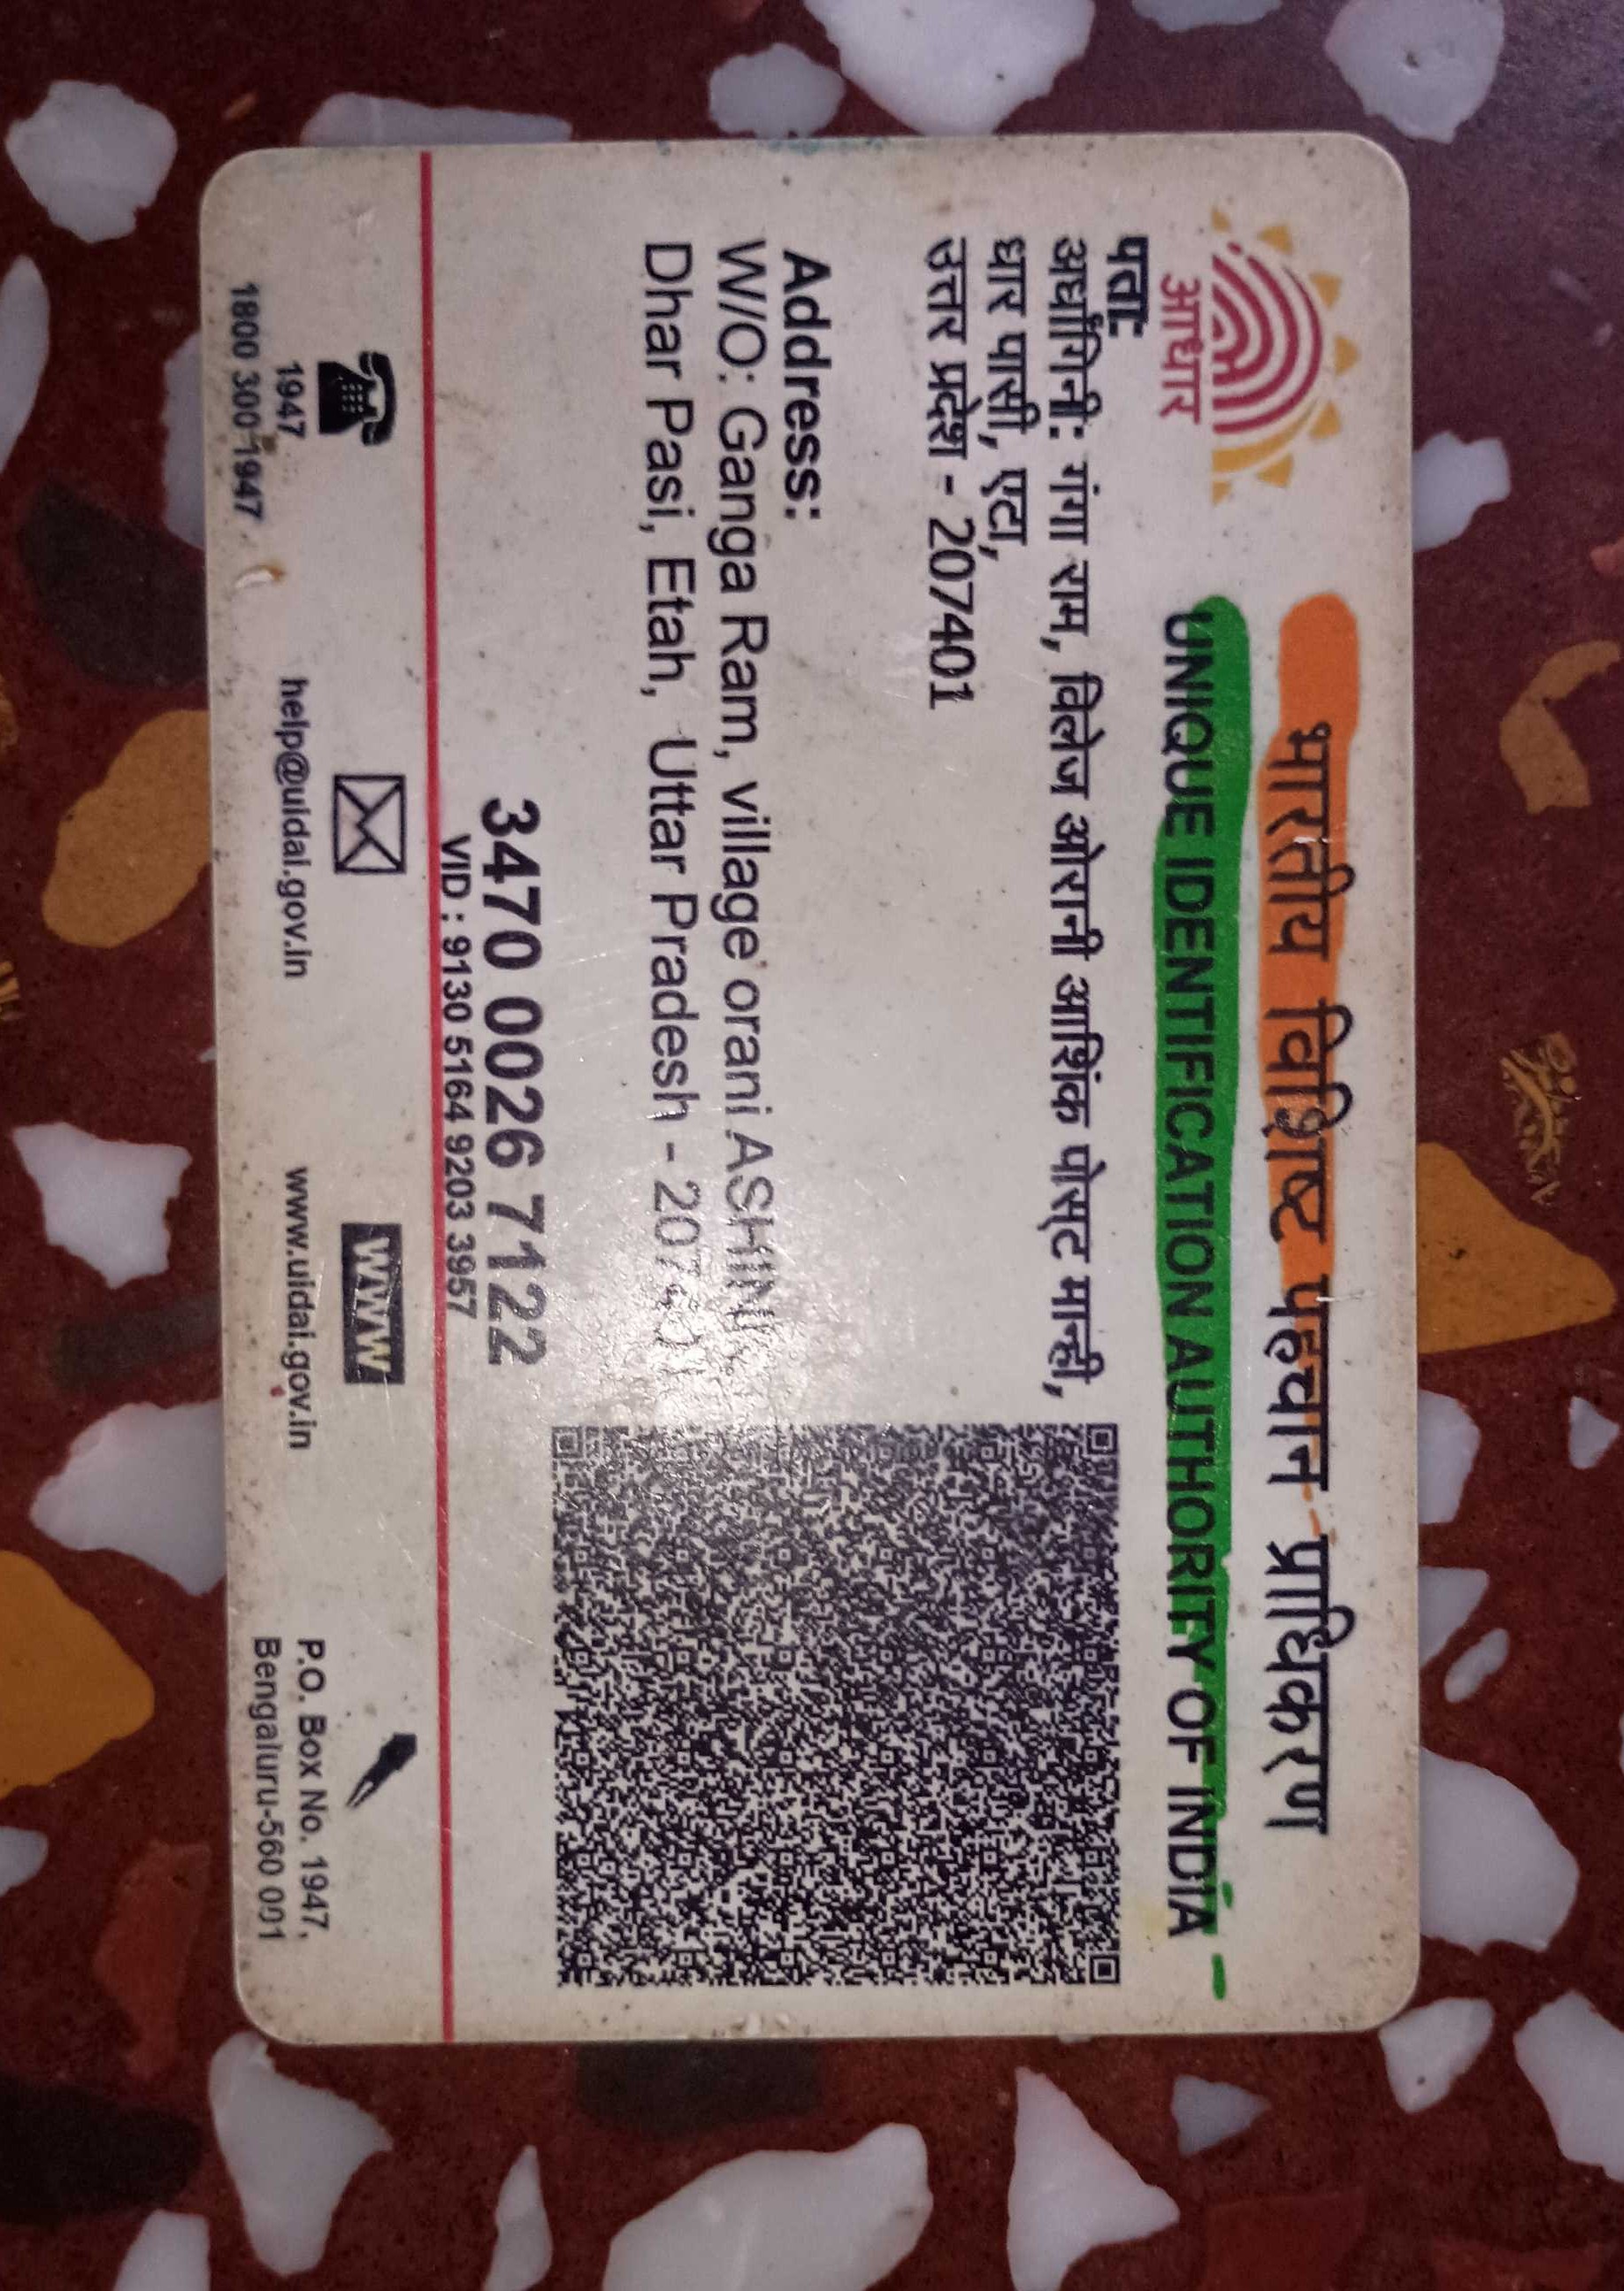 आधार
भारतीय विशिष्ट पहचान प्राधिकरण
UNIQUE IDENTIFICATION AUTHORITY OF INDIA
पता:
अर्धांगिनी: गंगा राम, विलेज ओरानी आशिंक पोस्ट मान्ही,
धार पासी, एटा,
उत्तर प्रदेश - 207401
Address:
W/O: Ganga Ram, village orani
Dhar Pasi, Etah, Uttar Pradesh - 207401
3470 0026 7122
VID : 9130 5164 9203 3957
1947
1800 300 1947
help@uidai.gov.in
www
www.uidai.gov.in
P.O. Box No. 1947,
Bengaluru-560 001